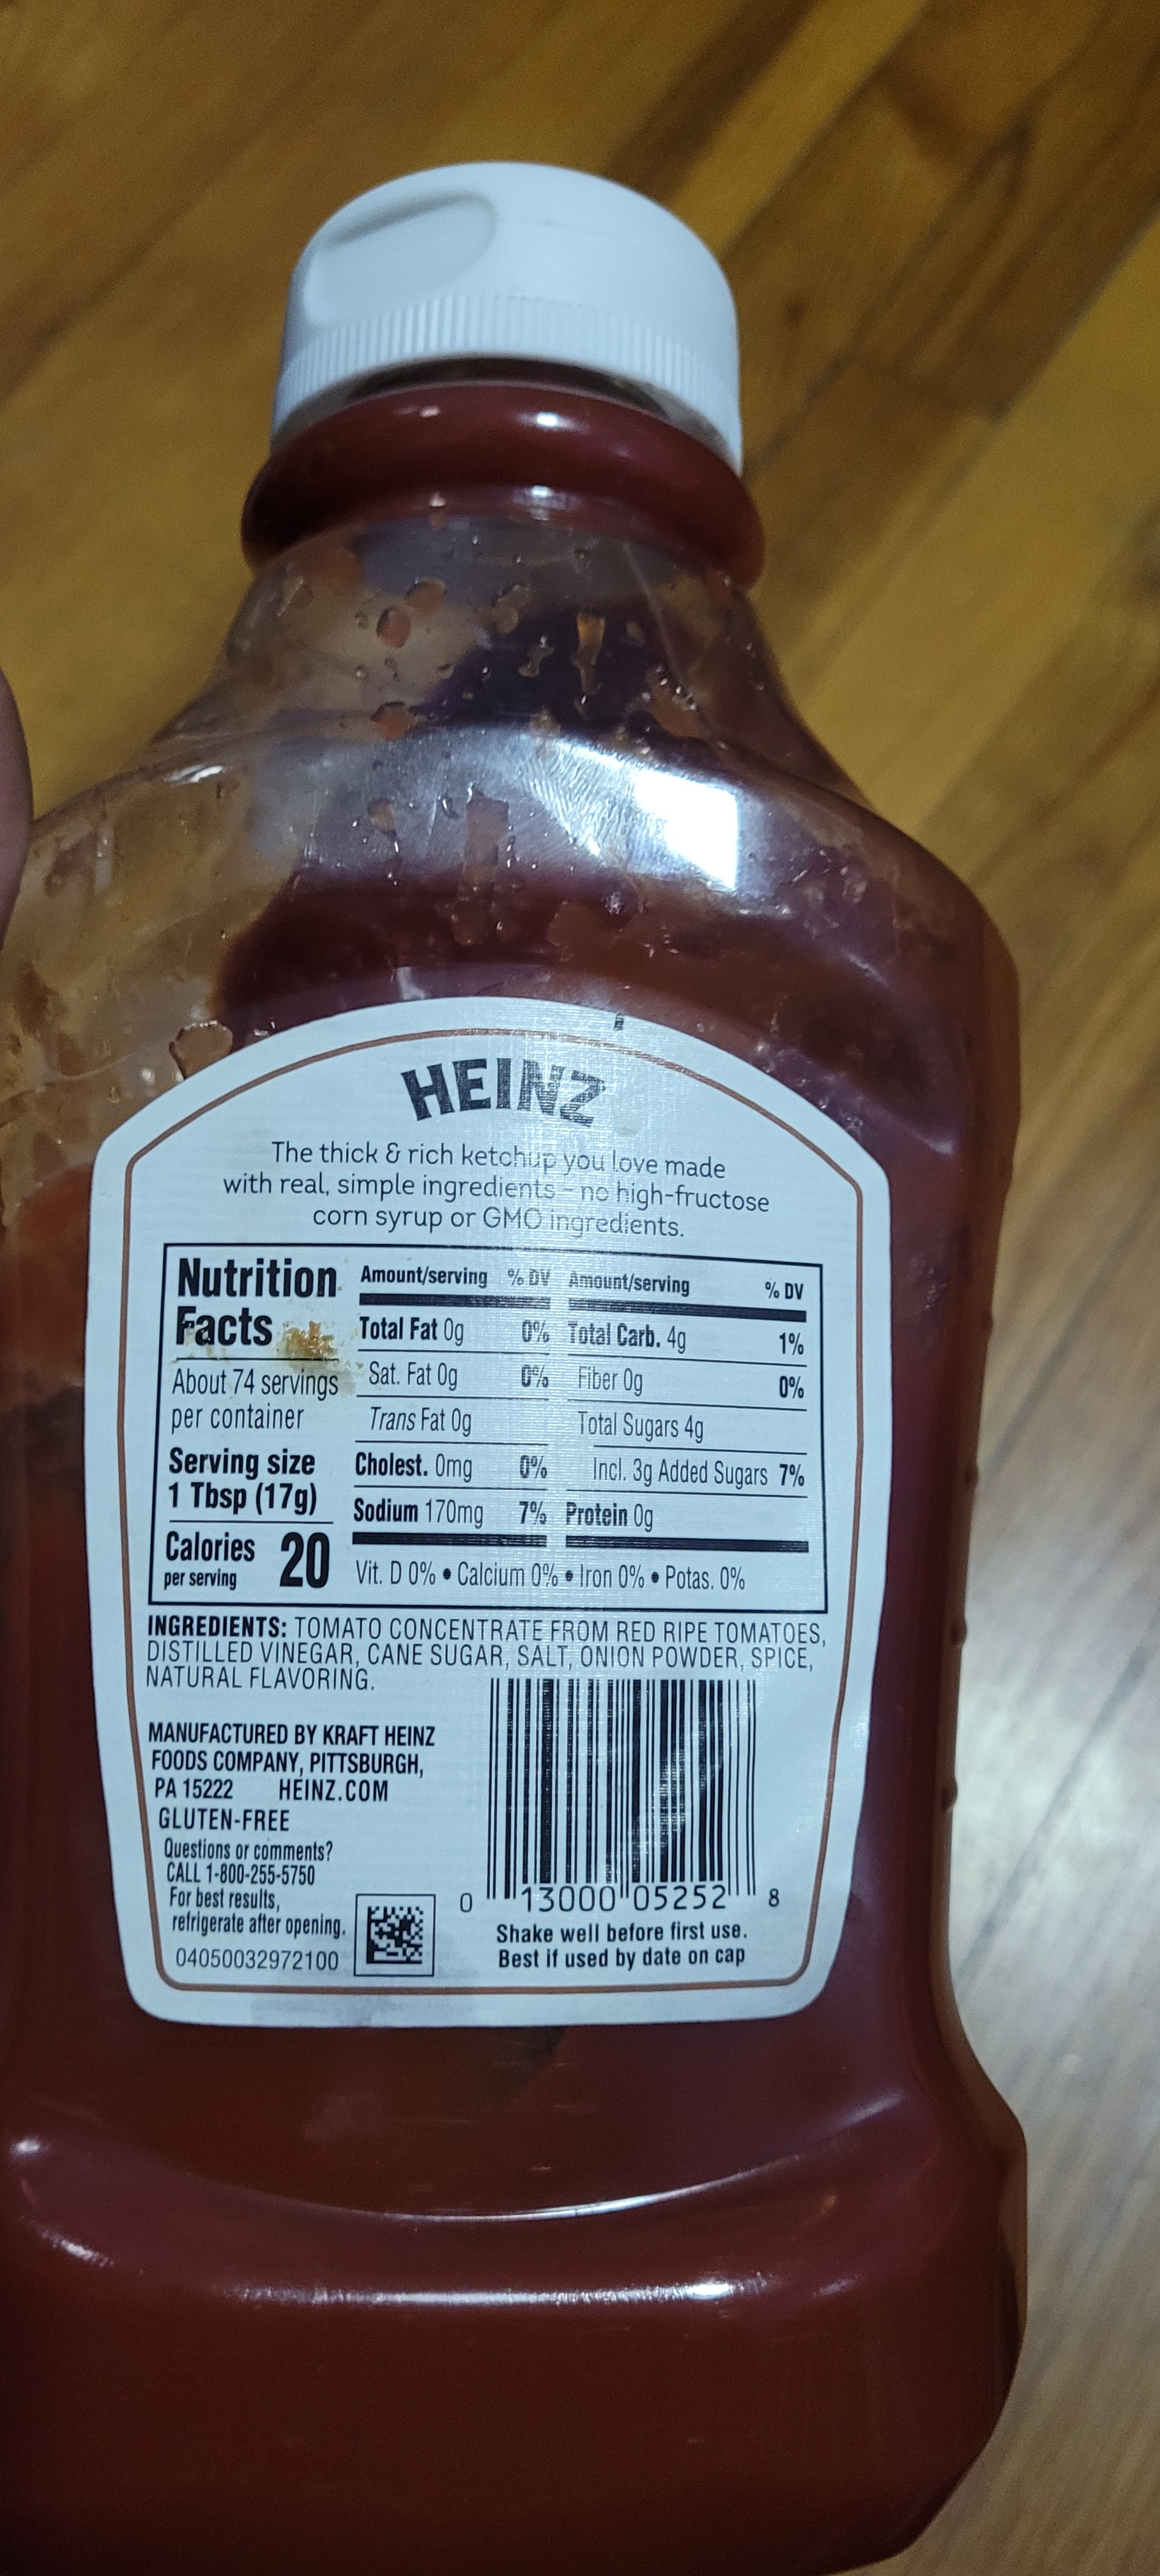 HEINZ
The thick & rich ketchup you love made
with real, simple ingredients – no high-fructose
corn syrup or GMO ingredients.
Nutrition
Facts
About 74 servings
per container
Serving size
1 Tbsp (17g)
Calories 20
per serving
Amount/serving % DV
Total Fat 0g 0%
Sat. Fat 0g 0%
Trans Fat 0g
Cholest. 0mg 0%
Sodium 170mg 7%
Amount/serving % DV
Total Carb. 4g 1%
Fiber 0g 0%
Total Sugars 4g
Incl. 3g Added Sugars 7%
Protein 0g
Vit. D 0% • Calcium 0% • Iron 0% • Potas. 0%
INGREDIENTS: TOMATO CONCENTRATE FROM RED RIPE TOMATOES,
DISTILLED VINEGAR, CANE SUGAR, SALT, ONION POWDER, SPICE,
NATURAL FLAVORING.
MANUFACTURED BY KRAFT HEINZ
FOODS COMPANY, PITTSBURGH,
PA 15222 HEINZ.COM
GLUTEN-FREE
Questions or comments?
CALL 1-800-255-5750
For best results,
refrigerate after opening.
04050032972100
0 13000 05252 8
Shake well before first use.
Best if used by date on cap